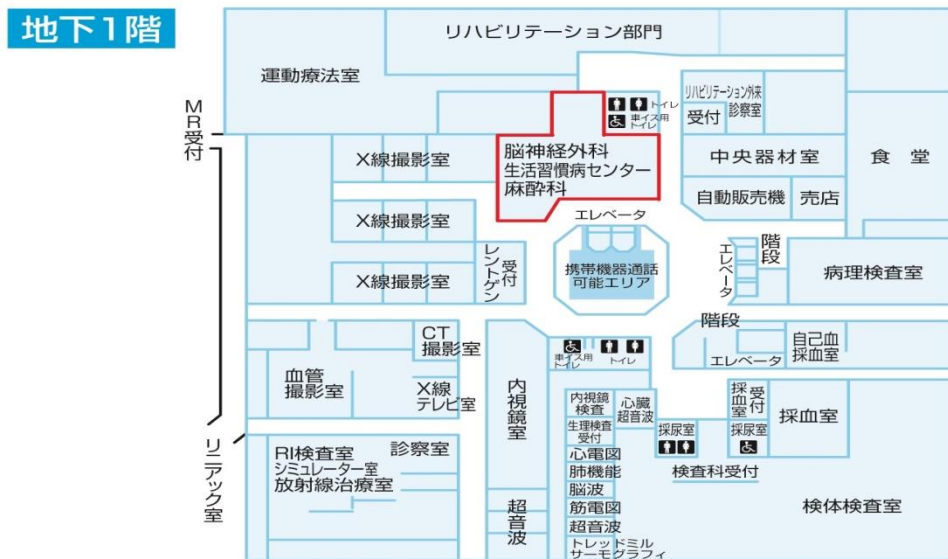 地下1階
リハビリテーション部門
運動療法室
MR受付
トイレ
車イス用
トイレ
リハビリテーション外来
受付
診察室
X線撮影室
脳神経外科
生活習慣病センター
麻酔科
中央器材室
食堂
自動販売機
売店
X線撮影室
エレベータ
レントゲン
受付
携帯機器通話
可能エリア
エレベータ
階段
病理検査室
X線撮影室
階段
エレベータ
自己血
採血室
CT
撮影室
血管
撮影室
X線
テレビ室
車イス用
トイレ
トイレ
内視鏡室
内視鏡
検査
心臓
超音波
生理検査
受付
採血室
受付
採血室
採尿室
採尿室
リニアック室
RI検査室
シミュレーター室
放射線治療室
診察室
心電図
肺機能
脳波
筋電図
超音波
トレッドミル
サーモグラフィ
超音波
検査科受付
検体検査室